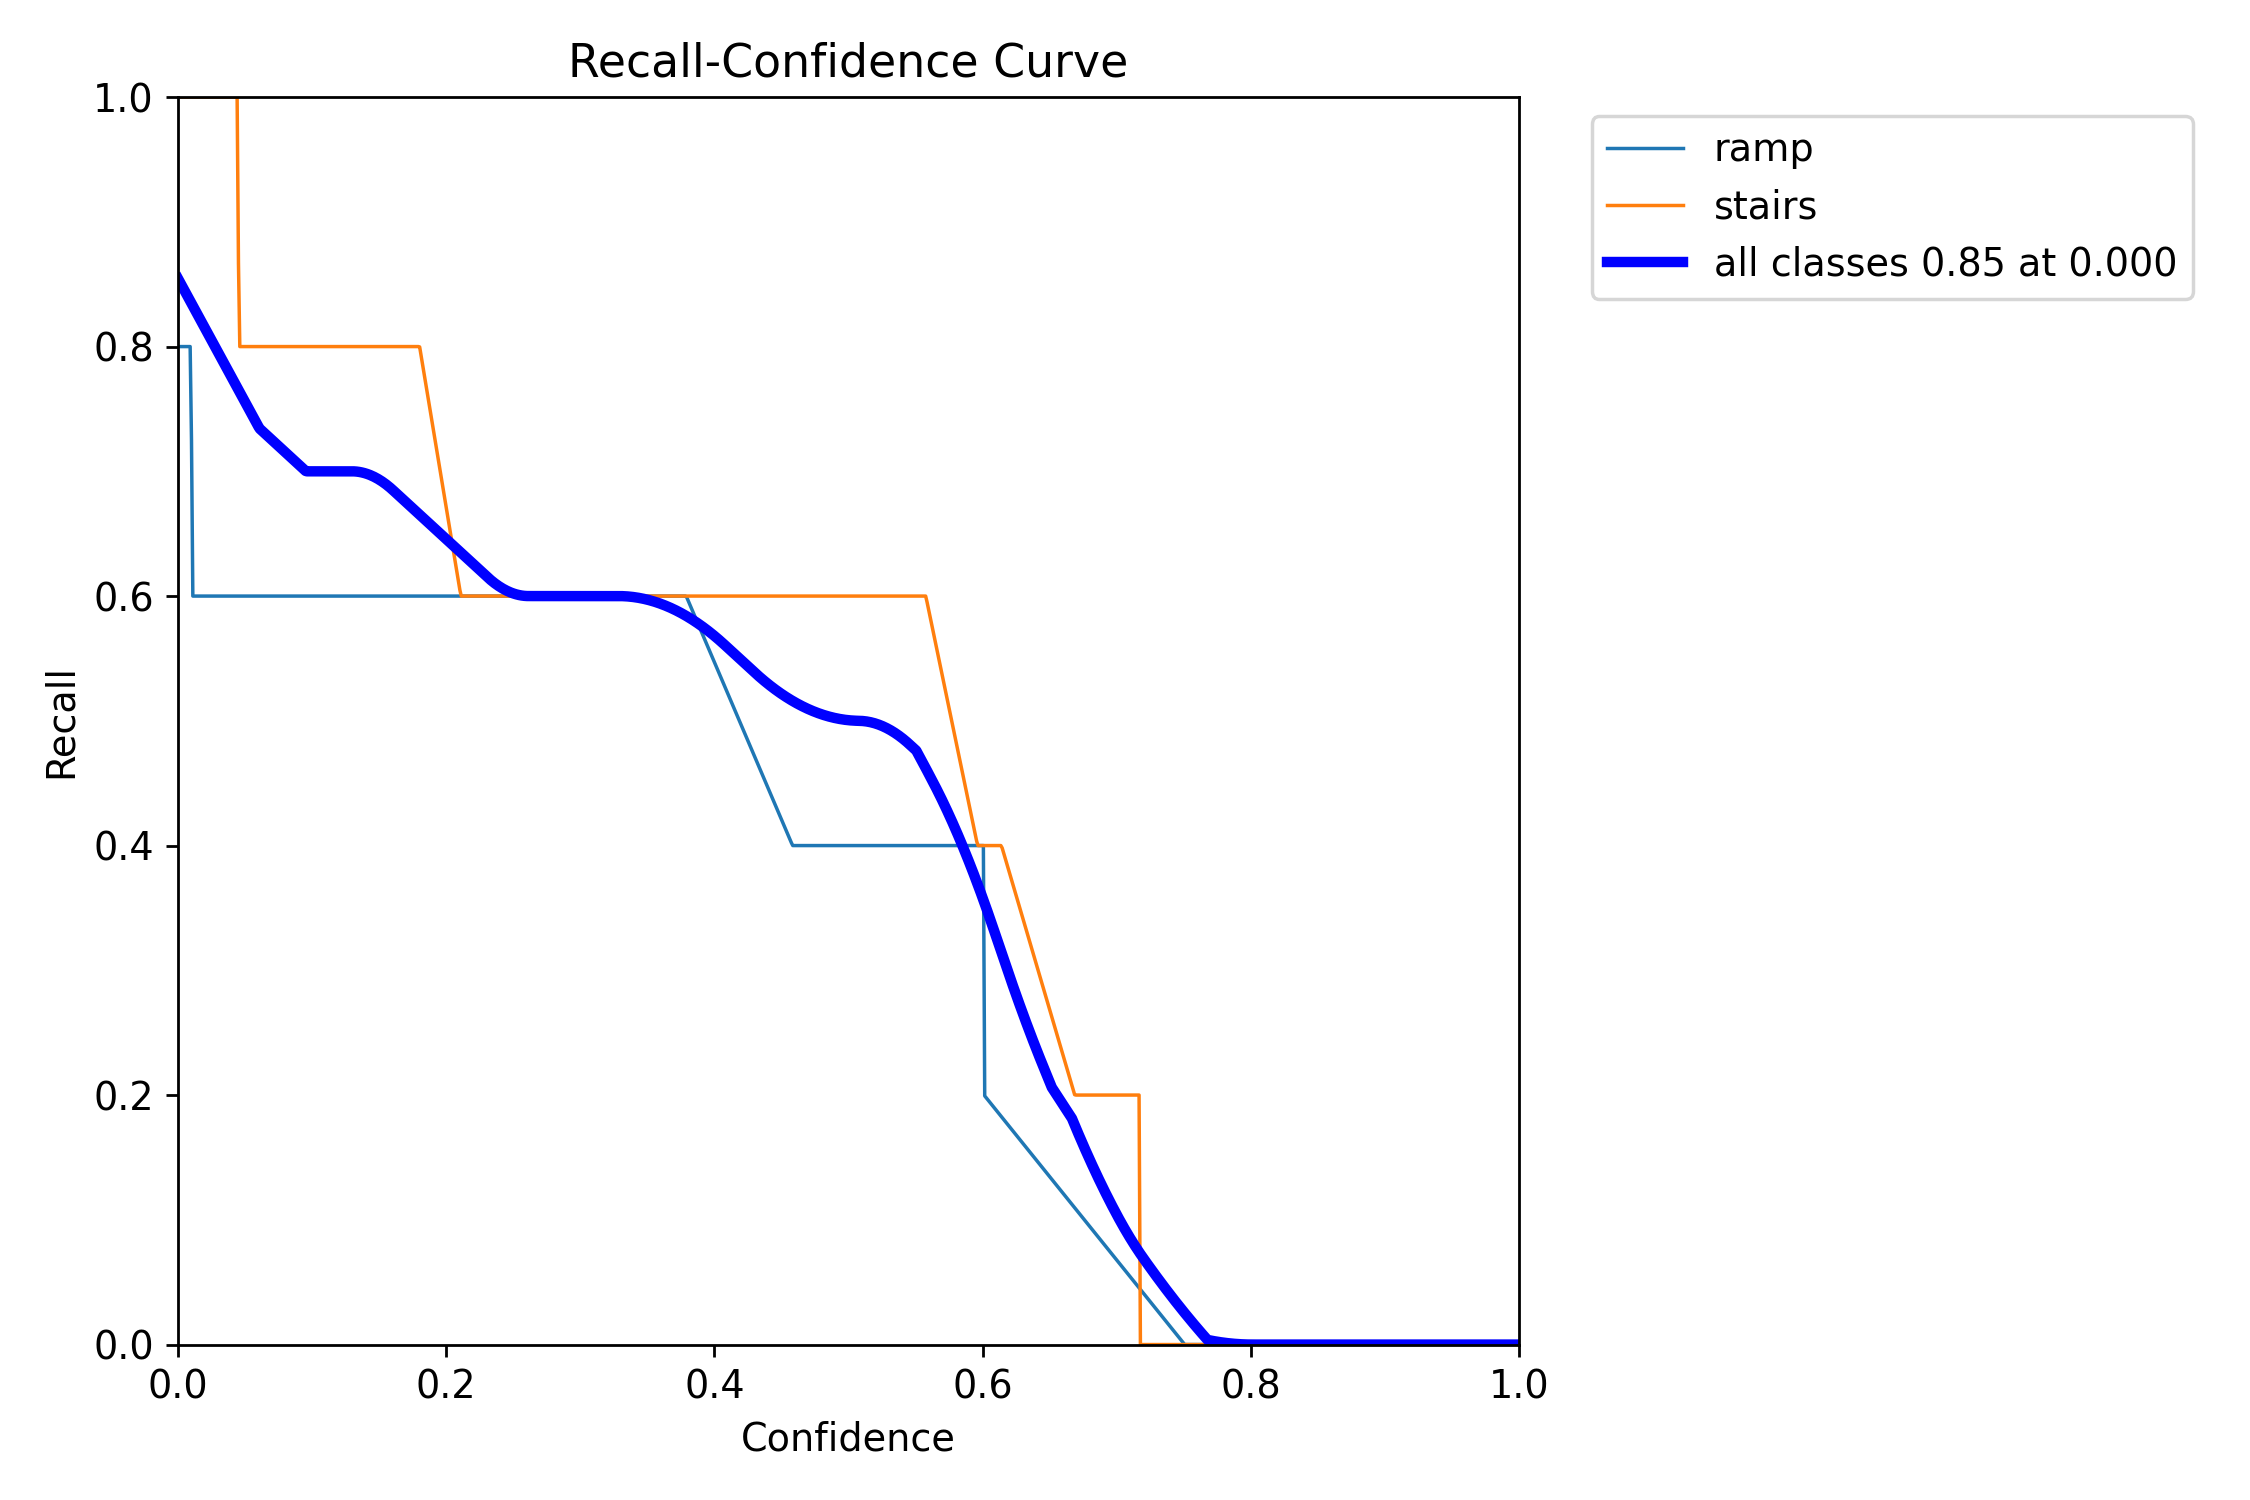 Recall-Confidence Curve
1.0
0.8
0.6
0.4
0.2
0.0
Recall
0.0 0.2 0.4 0.6 0.8 1.0
Confidence
ramp
stairs
all classes 0.85 at 0.000